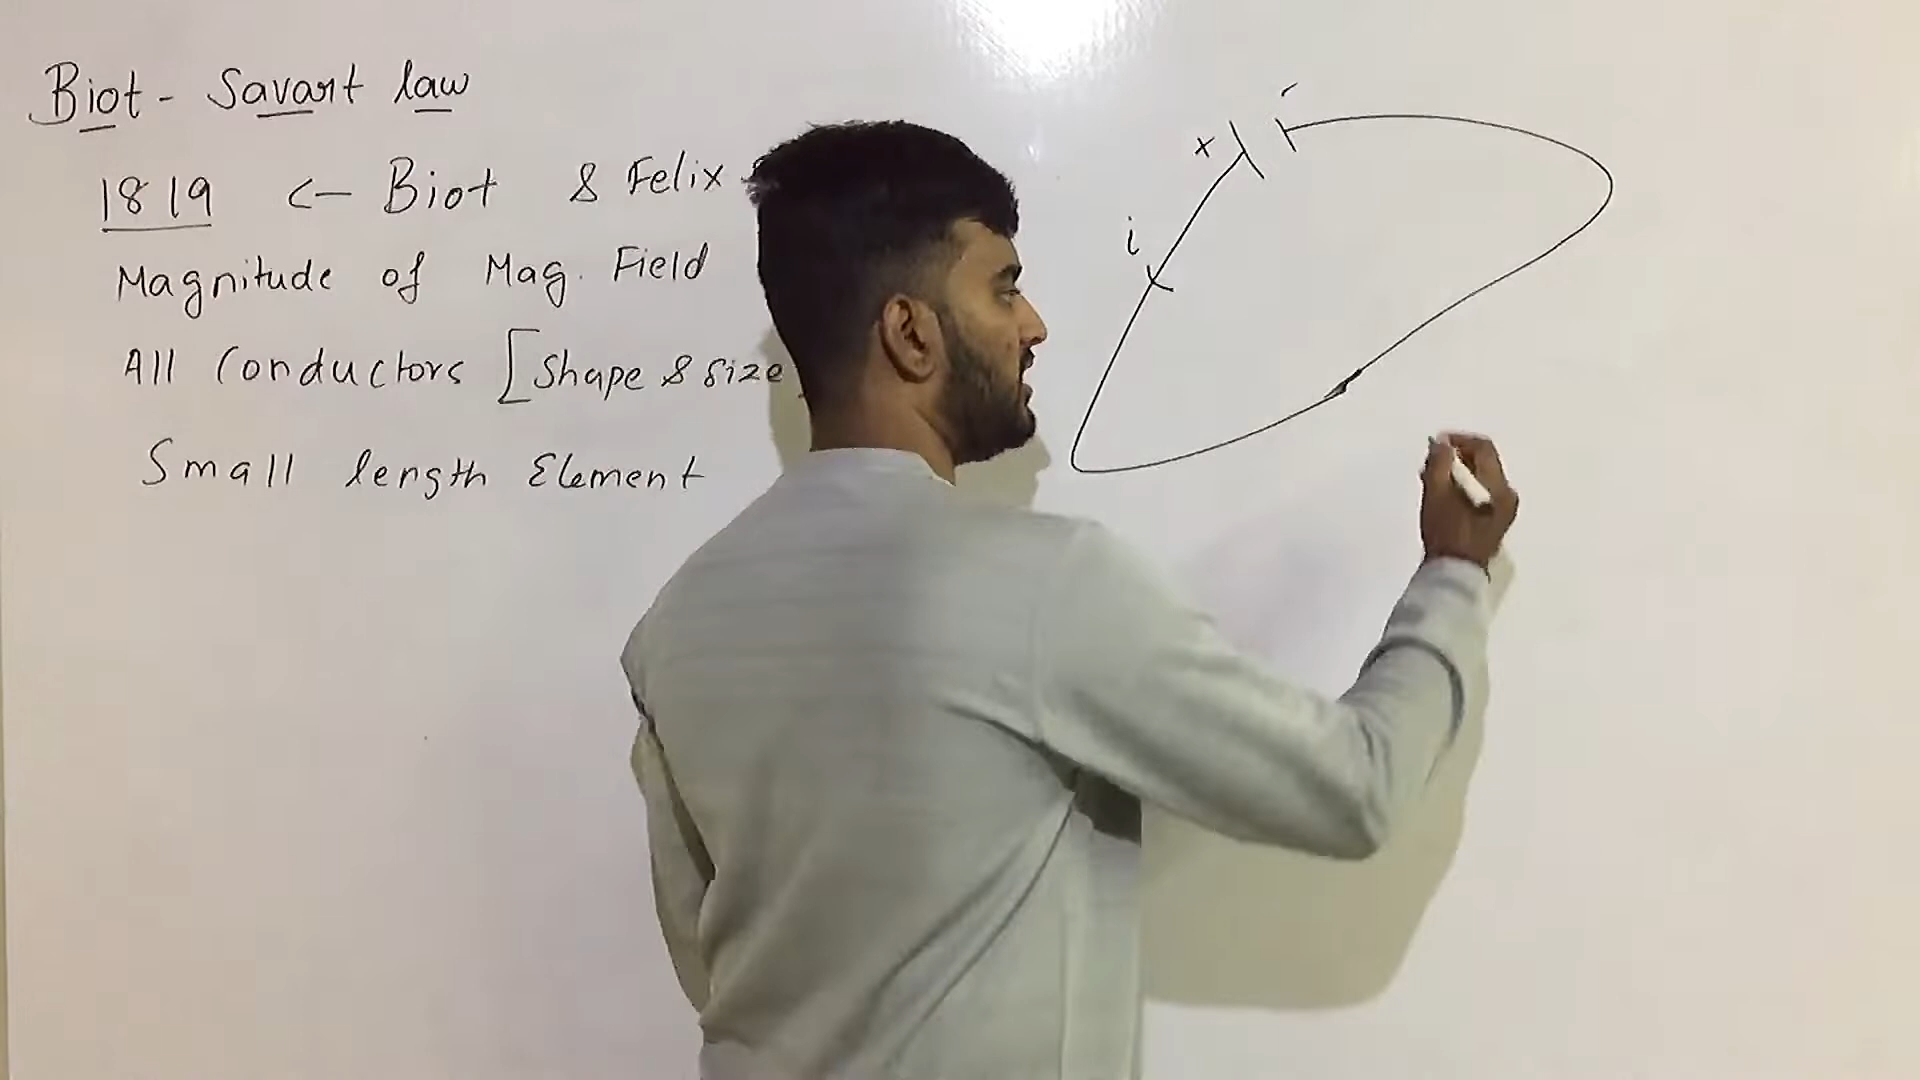 Biot - Savart law
1819 <- Biot & Felix
Magnitude of Mag. Field
All Conductors [Shape & Size
Small length Element
+ -
i